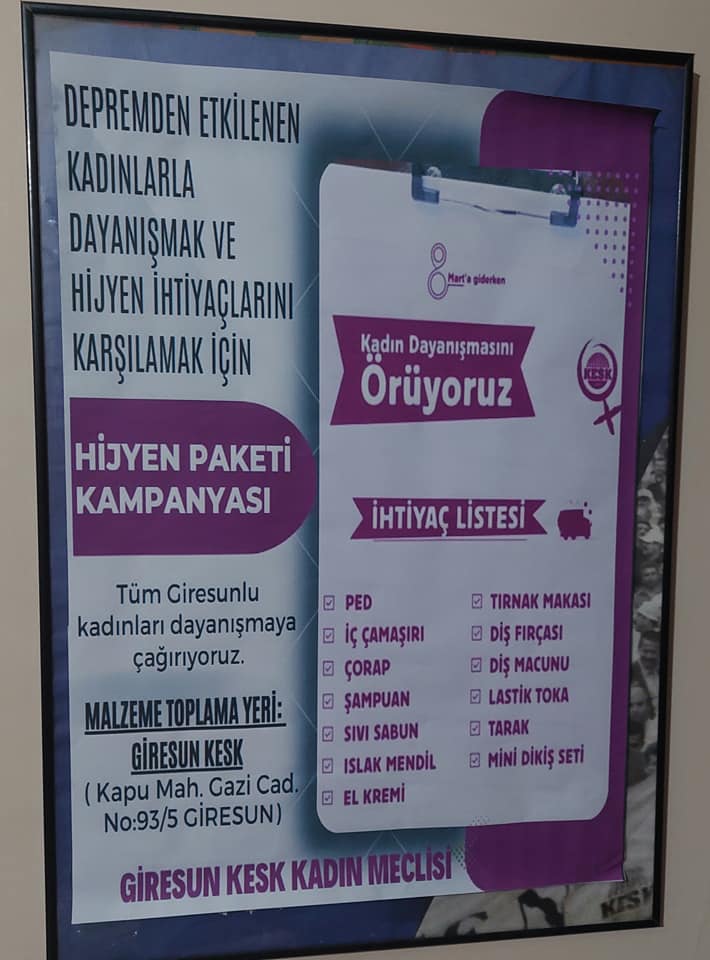 DEPREMDEN ETKİLENEN
KADINLARLA
DAYANIŞMAK VE
HİJYEN İHTİYAÇLARINI
KARŞILAMAK İÇİN
HİJYEN PAKETİ
KAMPANYASI
Tüm Giresunlu
kadınları dayanışmaya
çağırıyoruz.
MALZEME TOPLAMA YERİ:
GİRESUN KESK
( Kapu Mah. Gazi Cad.
No:93/5 GİRESUN)
8 Mart'a giderken
Kadın Dayanışmasını
Örüyoruz
KESK
İHTİYAÇ LİSTESİ
PED
İÇ ÇAMAŞIRI
ÇORAP
ŞAMPUAN
SIVI SABUN
ISLAK MENDİL
EL KREMİ
TIRNAK MAKASI
DİŞ FIRÇASI
DİŞ MACUNU
LASTİK TOKA
TARAK
MİNİ DİKİŞ SETİ
GİRESUN KESK KADIN MECLİSİ
KESK